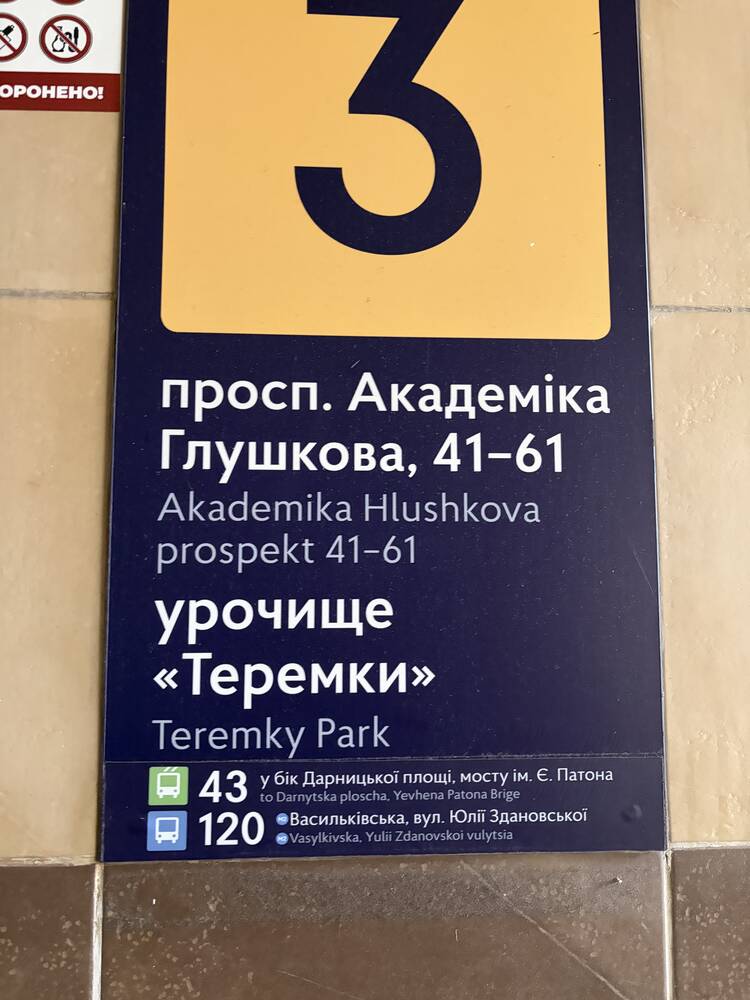 ОРОНЕНО!
3
просп. Академіка
Глушкова, 41–61
Akademika Hlushkova
prospekt 41–61
урочище
«Теремки»
Teremky Park
43 у бік Дарницької площі, мосту ім. Є. Патона
to Darnytska ploscha, Yevhena Patona Brige
120 М2 Васильківська, вул. Юлії Здановської
M2 Vasylkivska, Yulii Zdanovskoi vulytsia